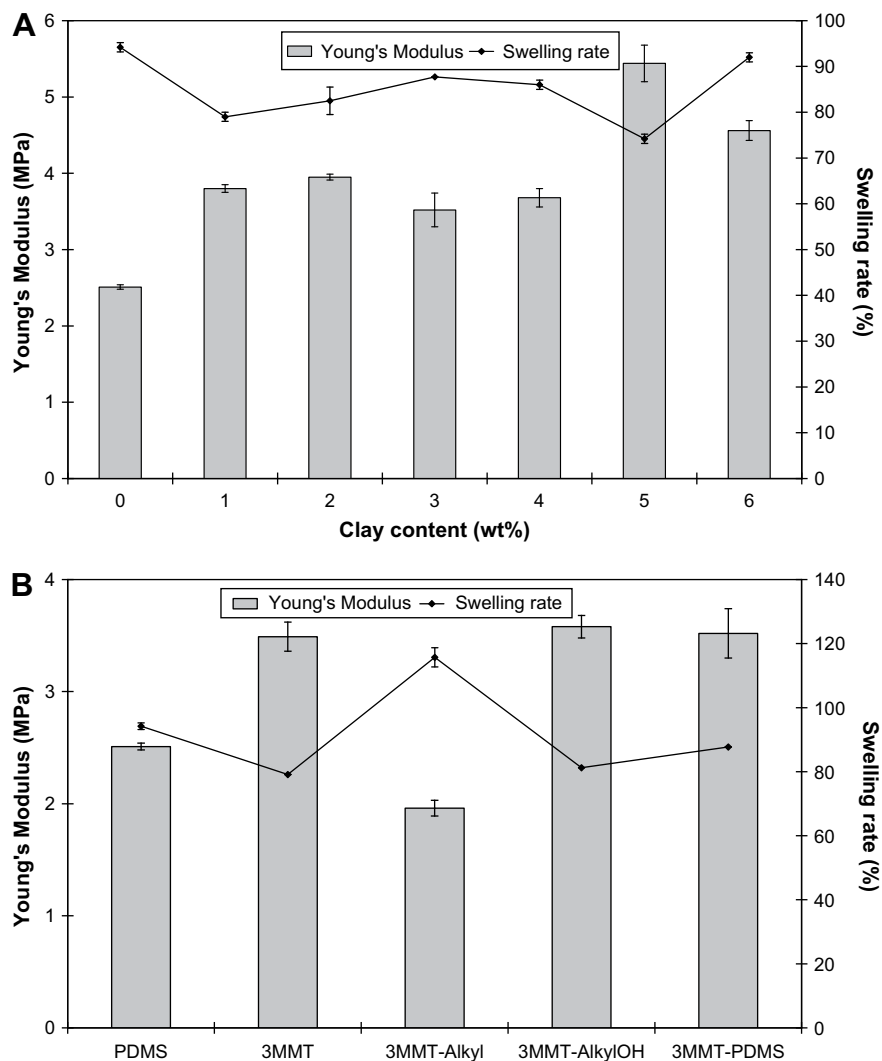 A
Young's Modulus
Swelling rate
Young's Modulus (MPa)
6
5
4
3
2
1
0
100
90
80
70
60
50
40
30
20
10
0
Swelling rate (%)
0 1 2 3 4 5 6
Clay content (wt%)
B
Young's Modulus
Swelling rate
Young's Modulus (MPa)
4
3
2
1
0
140
120
100
80
60
40
20
0
Swelling rate (%)
PDMS 3MMT 3MMT-Alkyl 3MMT-AlkylOH 3MMT-PDMS